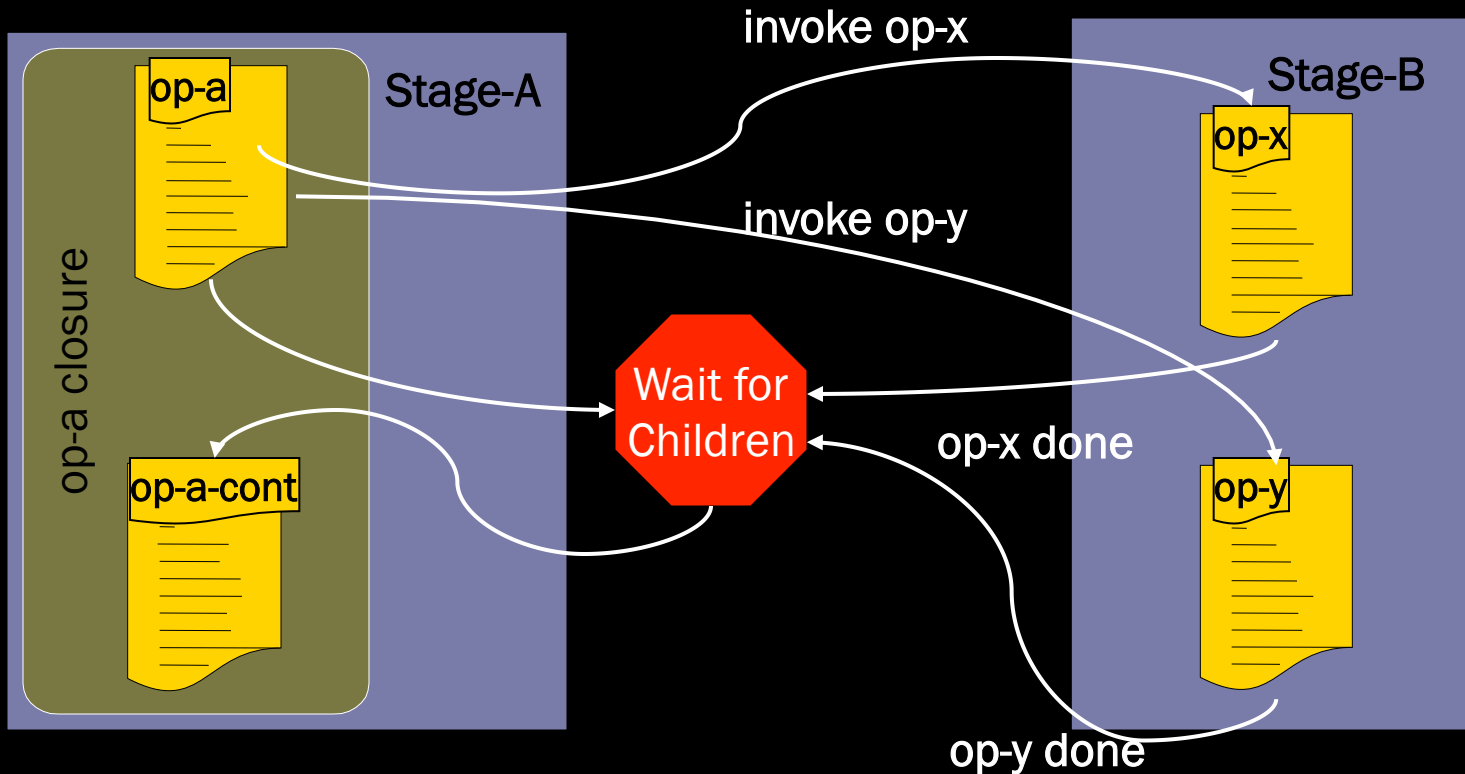 invoke op-x
Stage-A
Stage-B
op-a
op-x
invoke op-y
op-a closure
Wait for
Children
op-x done
op-a-cont
op-y
op-y done